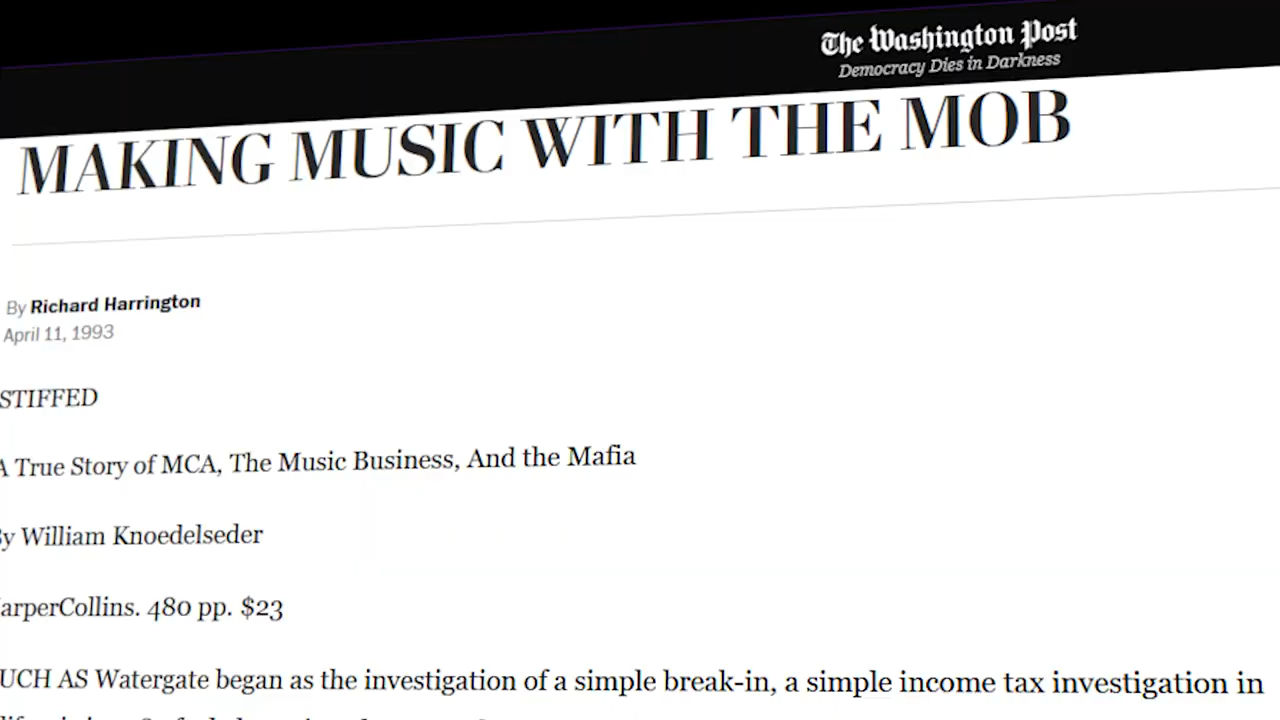 The Washington Post
Democracy Dies in Darkness
MAKING MUSIC WITH THE MOB
By Richard Harrington
April 11, 1993
STIFFED
A True Story of MCA, The Music Business, And the Mafia
By William Knoedelseder
arperCollins. 480 pp. $23
UCH AS Watergate began as the investigation of a simple break-in, a simple income tax investigation in